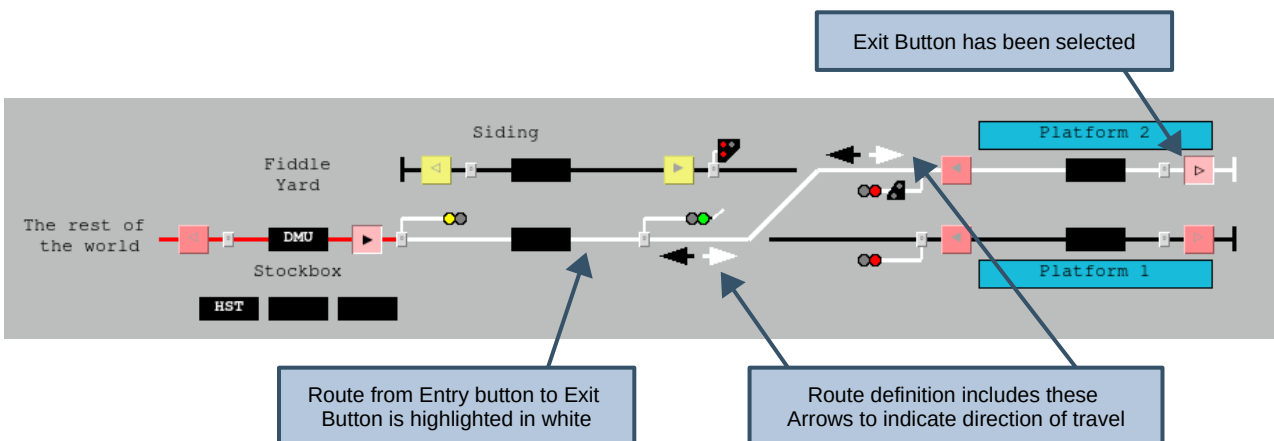 Exit Button has been selected
Siding
Platform 2
Fiddle
Yard
The rest of
the world
DMU
Stockbox
Platform 1
HST
Route from Entry button to Exit
Button is highlighted in white
Route definition includes these
Arrows to indicate direction of travel